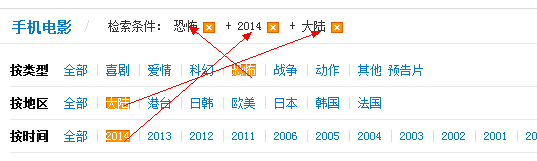 手机电影 / 检索条件： 恐怖 + 2014 + 大陆
按类型 全部 喜剧 爱情 科幻 战争 动作 其他 预告片
按地区 全部 大陆 港台 日韩 欧美 日本 韩国 法国
按时间 全部 2014 2013 2012 2011 2006 2005 2004 2003 2002 2001